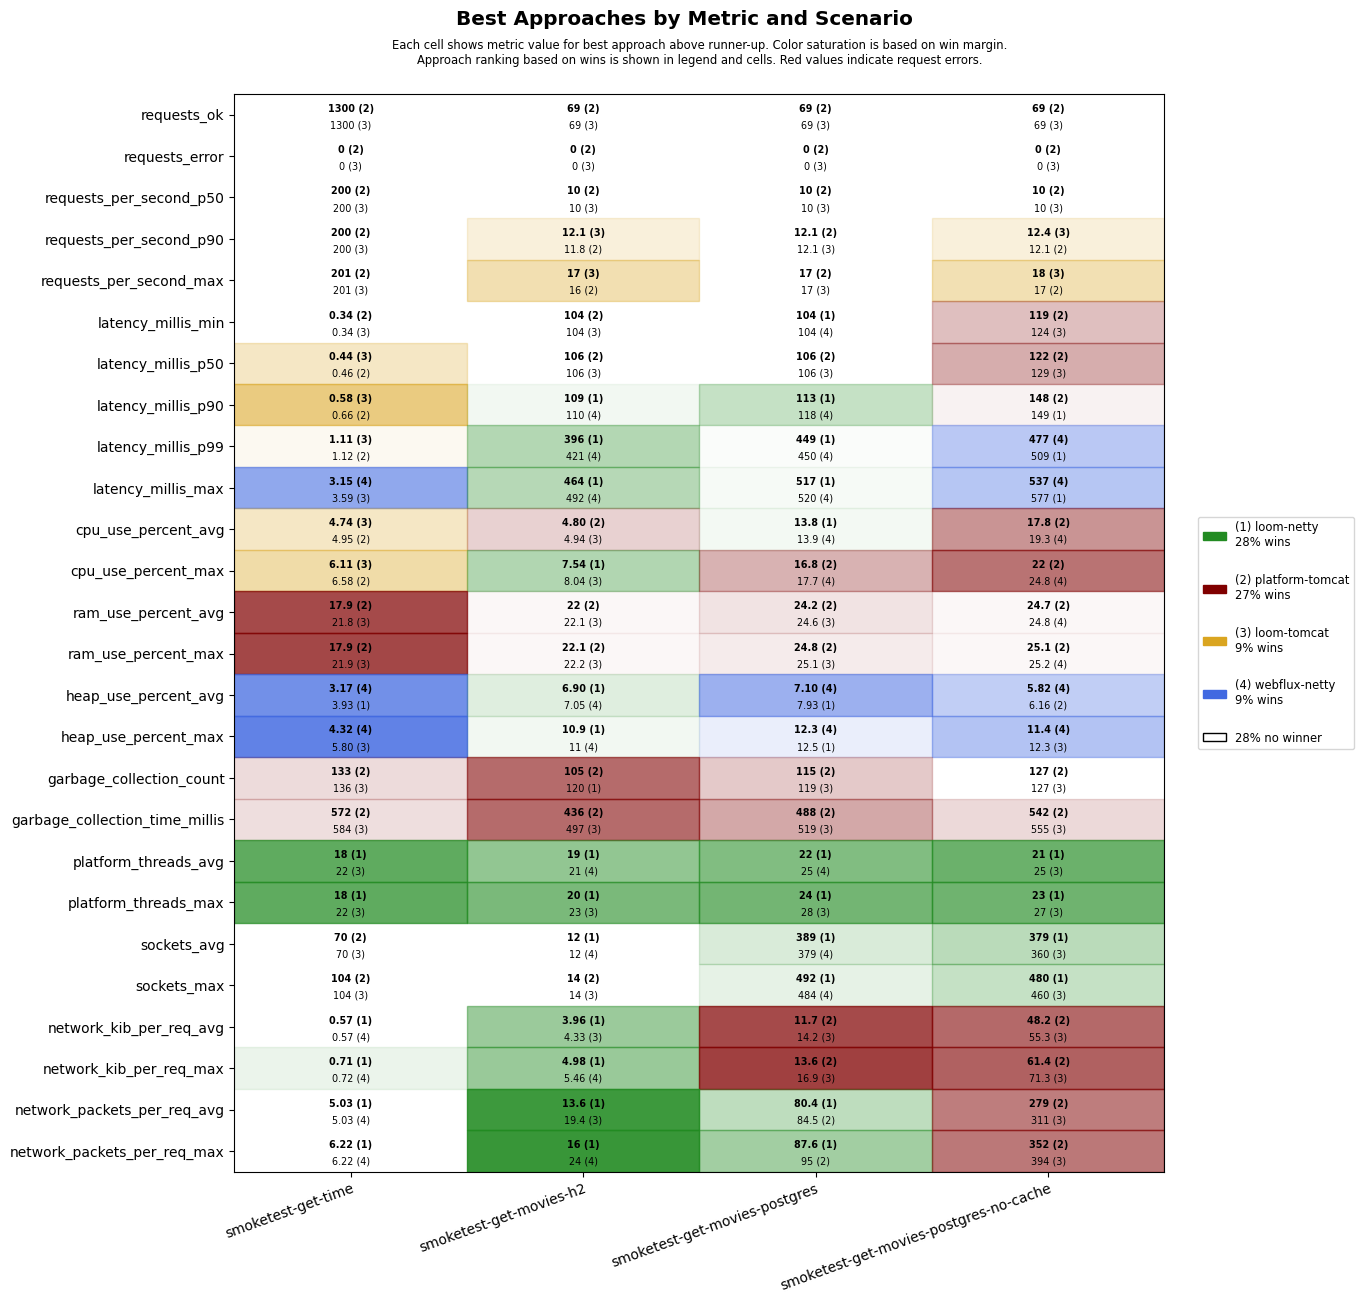 Best Approaches by Metric and Scenario
Each cell shows metric value for best approach above runner-up. Color saturation is based on win margin.
Approach ranking based on wins is shown in legend and cells. Red values indicate request errors.
requests_ok
1300 (2) 69 (2) 69 (2) 69 (2)
1300 (3) 69 (3) 69 (3) 69 (3)
requests_error
0 (2) 0 (2) 0 (2) 0 (2)
0 (3) 0 (3) 0 (3) 0 (3)
requests_per_second_p50
200 (2) 10 (2) 10 (2) 10 (2)
200 (3) 10 (3) 10 (3) 10 (3)
requests_per_second_p90
200 (2) 12.1 (3) 12.1 (2) 12.4 (3)
200 (3) 11.8 (2) 12.1 (3) 12.1 (2)
requests_per_second_max
201 (2) 17 (3) 17 (2) 18 (3)
201 (3) 16 (2) 17 (3) 17 (2)
latency_millis_min
0.34 (2) 104 (2) 104 (1) 119 (2)
0.34 (3) 104 (3) 104 (4) 124 (3)
latency_millis_p50
0.44 (3) 106 (2) 106 (2) 122 (2)
0.46 (2) 106 (3) 106 (3) 129 (3)
latency_millis_p90
0.58 (3) 109 (1) 113 (1) 148 (2)
0.66 (2) 110 (4) 118 (4) 149 (1)
latency_millis_p99
1.11 (3) 396 (1) 449 (1) 477 (4)
1.12 (2) 421 (4) 450 (4) 509 (1)
latency_millis_max
3.15 (4) 464 (1) 517 (1) 537 (4)
3.59 (3) 492 (4) 520 (4) 577 (1)
cpu_use_percent_avg
4.74 (3) 4.80 (2) 13.8 (1) 17.8 (2)
4.95 (2) 4.94 (3) 13.9 (4) 19.3 (4)
cpu_use_percent_max
6.11 (3) 7.54 (1) 16.8 (2) 22 (2)
6.58 (2) 8.04 (3) 17.7 (4) 24.8 (4)
ram_use_percent_avg
17.9 (2) 22 (2) 24.2 (2) 24.7 (2)
21.8 (3) 22.1 (3) 24.6 (3) 24.8 (4)
ram_use_percent_max
17.9 (2) 22.1 (2) 24.8 (2) 25.1 (2)
21.9 (3) 22.2 (3) 25.1 (3) 25.2 (4)
heap_use_percent_avg
3.17 (4) 6.90 (1) 7.10 (4) 5.82 (4)
3.93 (1) 7.05 (4) 7.93 (1) 6.16 (2)
heap_use_percent_max
4.32 (4) 10.9 (1) 12.3 (4) 11.4 (4)
5.80 (3) 11 (4) 12.5 (1) 12.3 (3)
garbage_collection_count
133 (2) 105 (2) 115 (2) 127 (2)
136 (3) 120 (1) 119 (3) 127 (3)
garbage_collection_time_millis
572 (2) 436 (2) 488 (2) 542 (2)
584 (3) 497 (3) 519 (3) 555 (3)
platform_threads_avg
18 (1) 19 (1) 22 (1) 21 (1)
22 (3) 21 (4) 25 (4) 25 (3)
platform_threads_max
18 (1) 20 (1) 24 (1) 23 (1)
22 (3) 23 (3) 28 (3) 27 (3)
sockets_avg
70 (2) 12 (1) 389 (1) 379 (1)
70 (3) 12 (4) 379 (4) 360 (3)
sockets_max
104 (2) 14 (2) 492 (1) 480 (1)
104 (3) 14 (3) 484 (4) 460 (3)
network_kib_per_req_avg
0.57 (1) 3.96 (1) 11.7 (2) 48.2 (2)
0.57 (4) 4.33 (3) 14.2 (3) 55.3 (3)
network_kib_per_req_max
0.71 (1) 4.98 (1) 13.6 (2) 61.4 (2)
0.72 (4) 5.46 (4) 16.9 (3) 71.3 (3)
network_packets_per_req_avg
5.03 (1) 13.6 (1) 80.4 (1) 279 (2)
5.03 (4) 19.4 (3) 84.5 (2) 311 (3)
network_packets_per_req_max
6.22 (1) 16 (1) 87.6 (1) 352 (2)
6.22 (4) 24 (4) 95 (2) 394 (3)
smoketest-get-time
smoketest-get-movies-h2
smoketest-get-movies-postgres
smoketest-get-movies-postgres-no-cache
(1) loom-netty
28% wins
(2) platform-tomcat
27% wins
(3) loom-tomcat
9% wins
(4) webflux-netty
9% wins
28% no winner